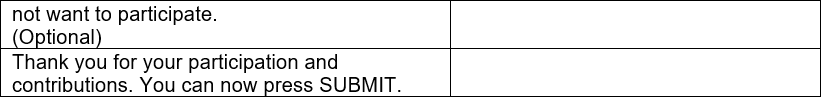 not want to participate.
(Optional)
Thank you for your participation and
contributions. You can now press SUBMIT.